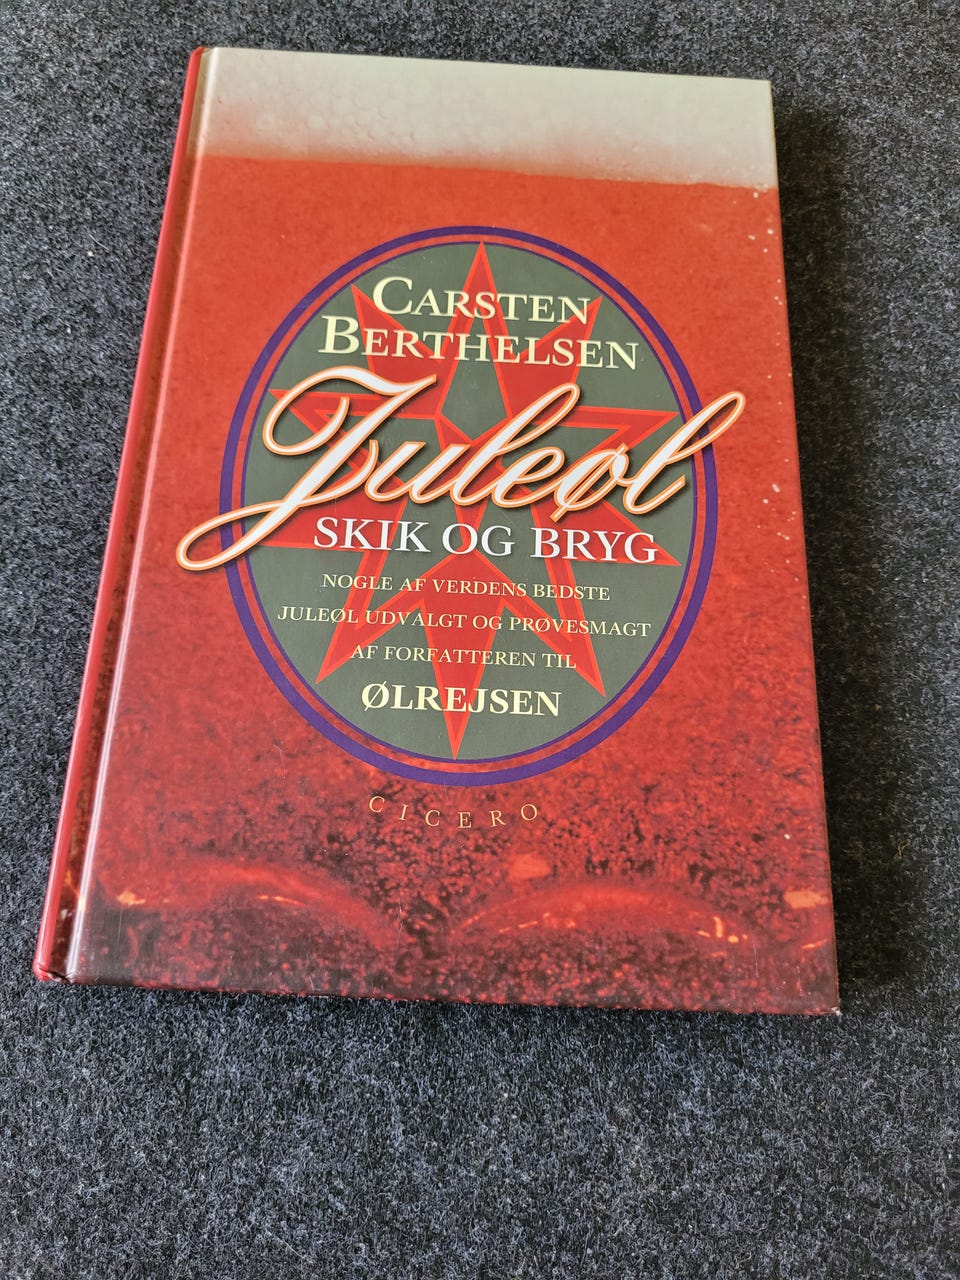 CARSTEN
BERTHELSEN
Juleøl
SKIK OG BRYG
NOGLE AF VERDENS BEDSTE
JULEØL UDVALGT OG PRØVESMAGT
AF FORFATTEREN TIL
ØLREJSEN
CICERO